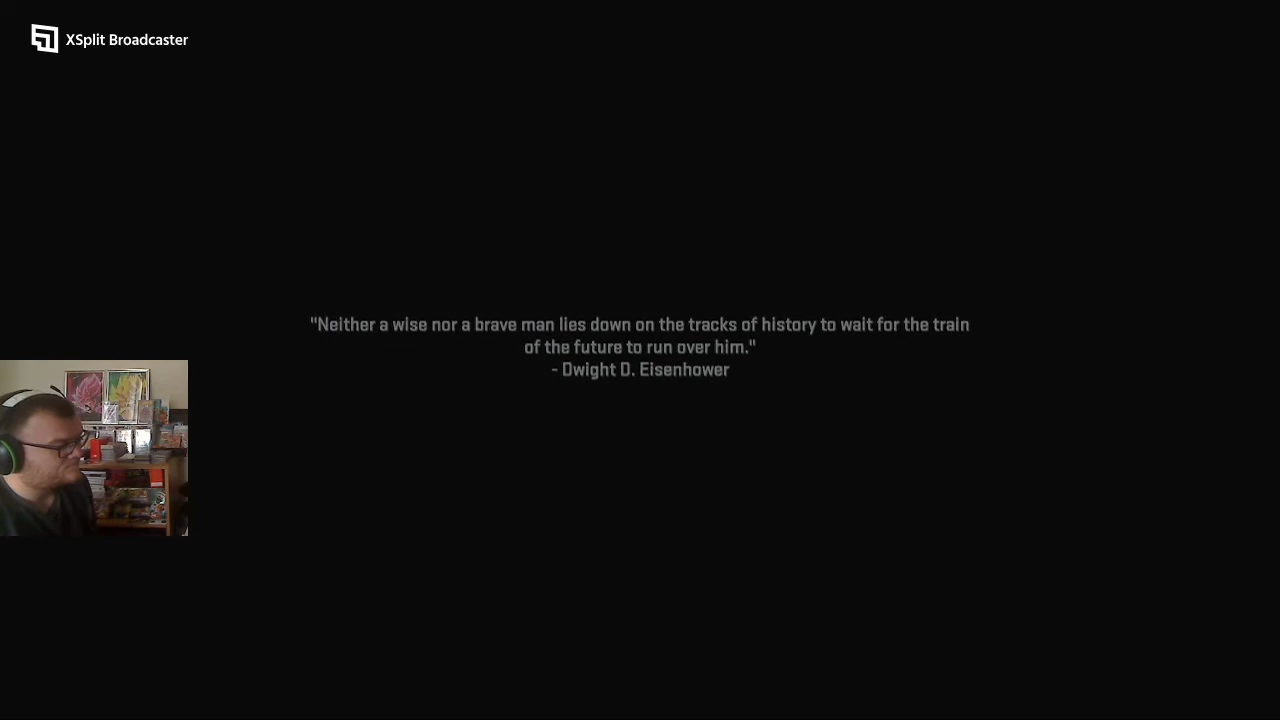 XSplit Broadcaster
"Neither a wise nor a brave man lies down on the tracks of history to wait for the train
of the future to run over him."
- Dwight D. Eisenhower